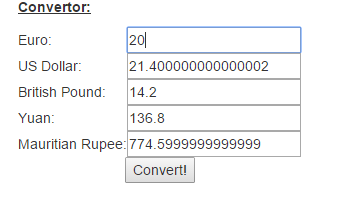 Convertor:
Euro: 20
US Dollar: 21.400000000000002
British Pound: 14.2
Yuan: 136.8
Mauritian Rupee: 774.5999999999999
Convert!